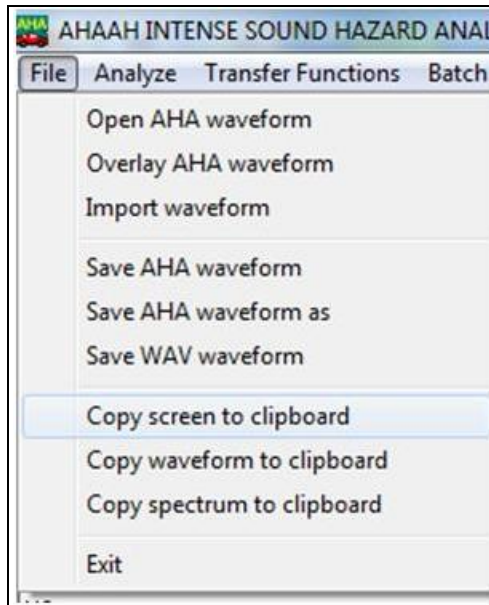 AHA
AHAAH INTENSE SOUND HAZARD ANAL
File Analyze Transfer Functions Batch
Open AHA waveform
Overlay AHA waveform
Import waveform
Save AHA waveform
Save AHA waveform as
Save WAV waveform
Copy screen to clipboard
Copy waveform to clipboard
Copy spectrum to clipboard
Exit